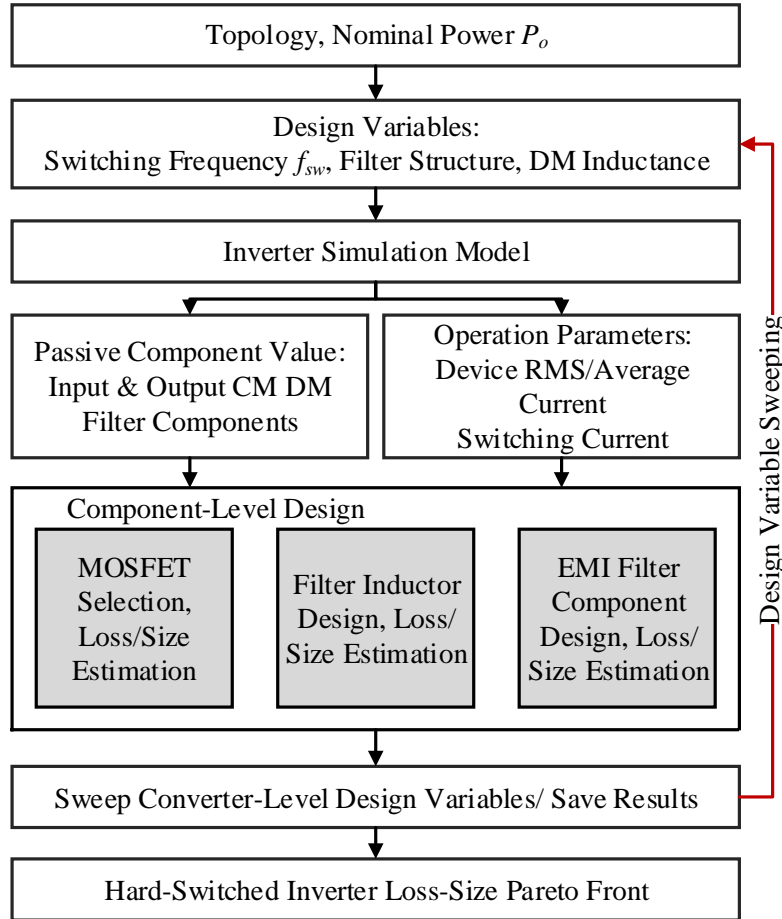 Topology, Nominal Power Po
Design Variables:
Switching Frequency fsw, Filter Structure, DM Inductance
Inverter Simulation Model
Passive Component Value:
Input & Output CM DM
Filter Components
Operation Parameters:
Device RMS/Average
Current
Switching Current
Component-Level Design
MOSFET
Selection,
Loss/Size
Estimation
Filter Inductor
Design, Loss/
Size Estimation
EMI Filter
Component
Design, Loss/
Size Estimation
Sweep Converter-Level Design Variables/ Save Results
Hard-Switched Inverter Loss-Size Pareto Front
Design Variable Sweeping